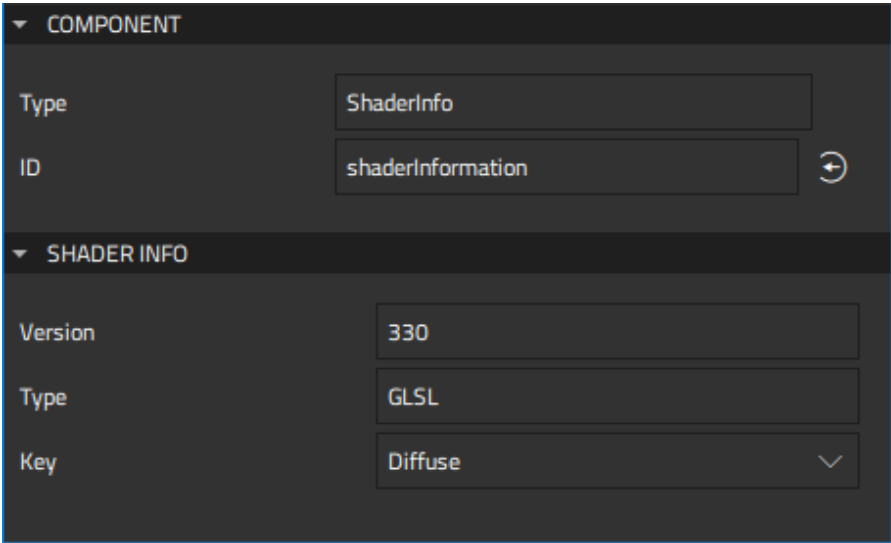 COMPONENT
Type ShaderInfo
ID shaderInformation
SHADER INFO
Version 330
Type GLSL
Key Diffuse